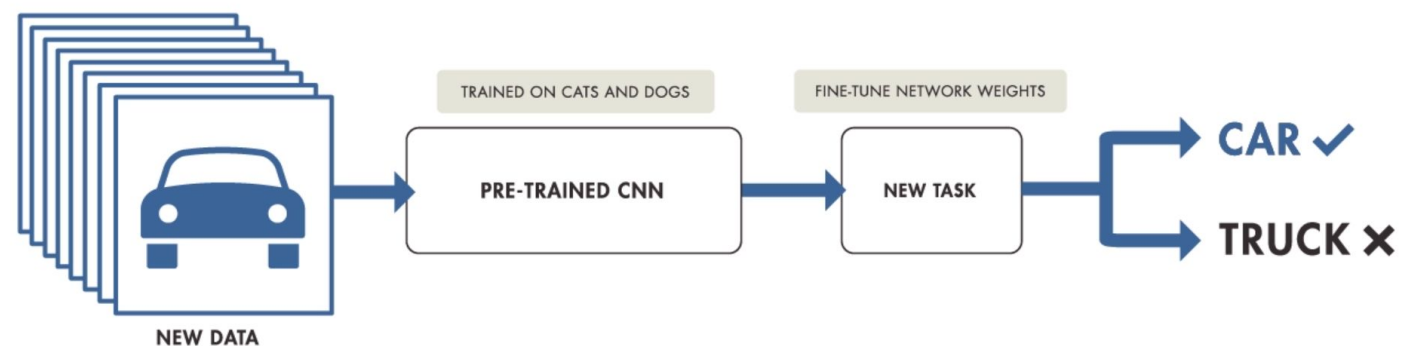 TRAINED ON CATS AND DOGS
FINE-TUNE NETWORK WEIGHTS
PRE-TRAINED CNN
NEW TASK
CAR
TRUCK
NEW DATA